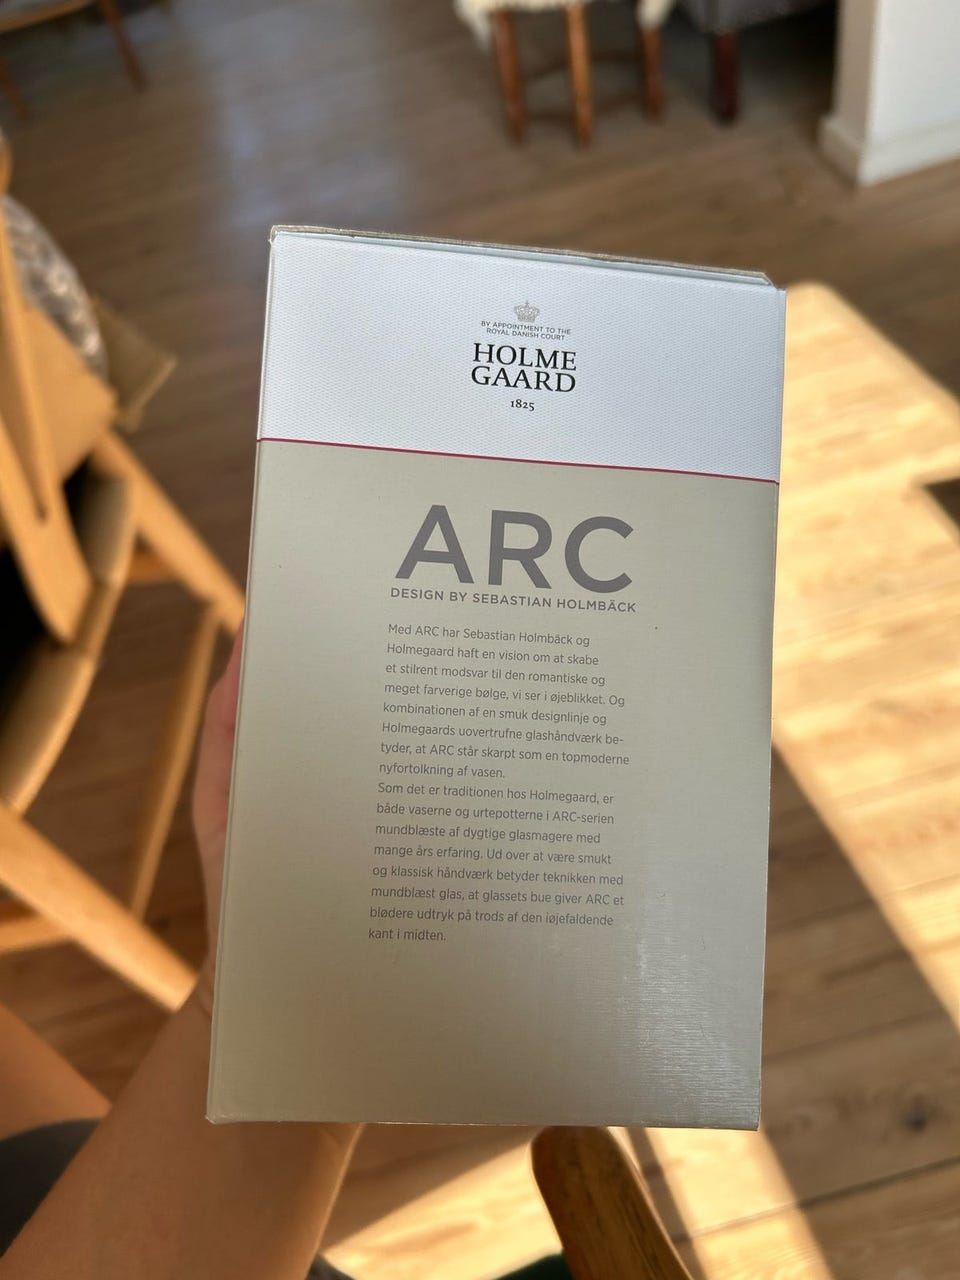 BY APPOINTMENT TO THE
ROYAL DANISH COURT
HOLME
GAARD
1825
ARC
DESIGN BY SEBASTIAN HOLMBÄCK
Med ARC har Sebastian Holmbäck og
Holmegaard haft en vision om at skabe
et stilrent modsvar til den romantiske og
meget farverige bølge, vi ser i øjeblikket. Og
kombinationen af en smuk designlinje og
Holmegaards uovertrufne glashåndværk be-
tyder, at ARC står skarpt som en topmoderne
nyfortolkning af vasen.
Som det er traditionen hos Holmegaard, er
både vaserne og urtepotterne i ARC-serien
mundblæste af dygtige glasmagere med
mange års erfaring. Ud over at være smukt
og klassisk håndværk betyder teknikken med
mundblæst glas, at glassets bue giver ARC et
blødere udtryk på trods af den iøjefaldende
kant i midten.